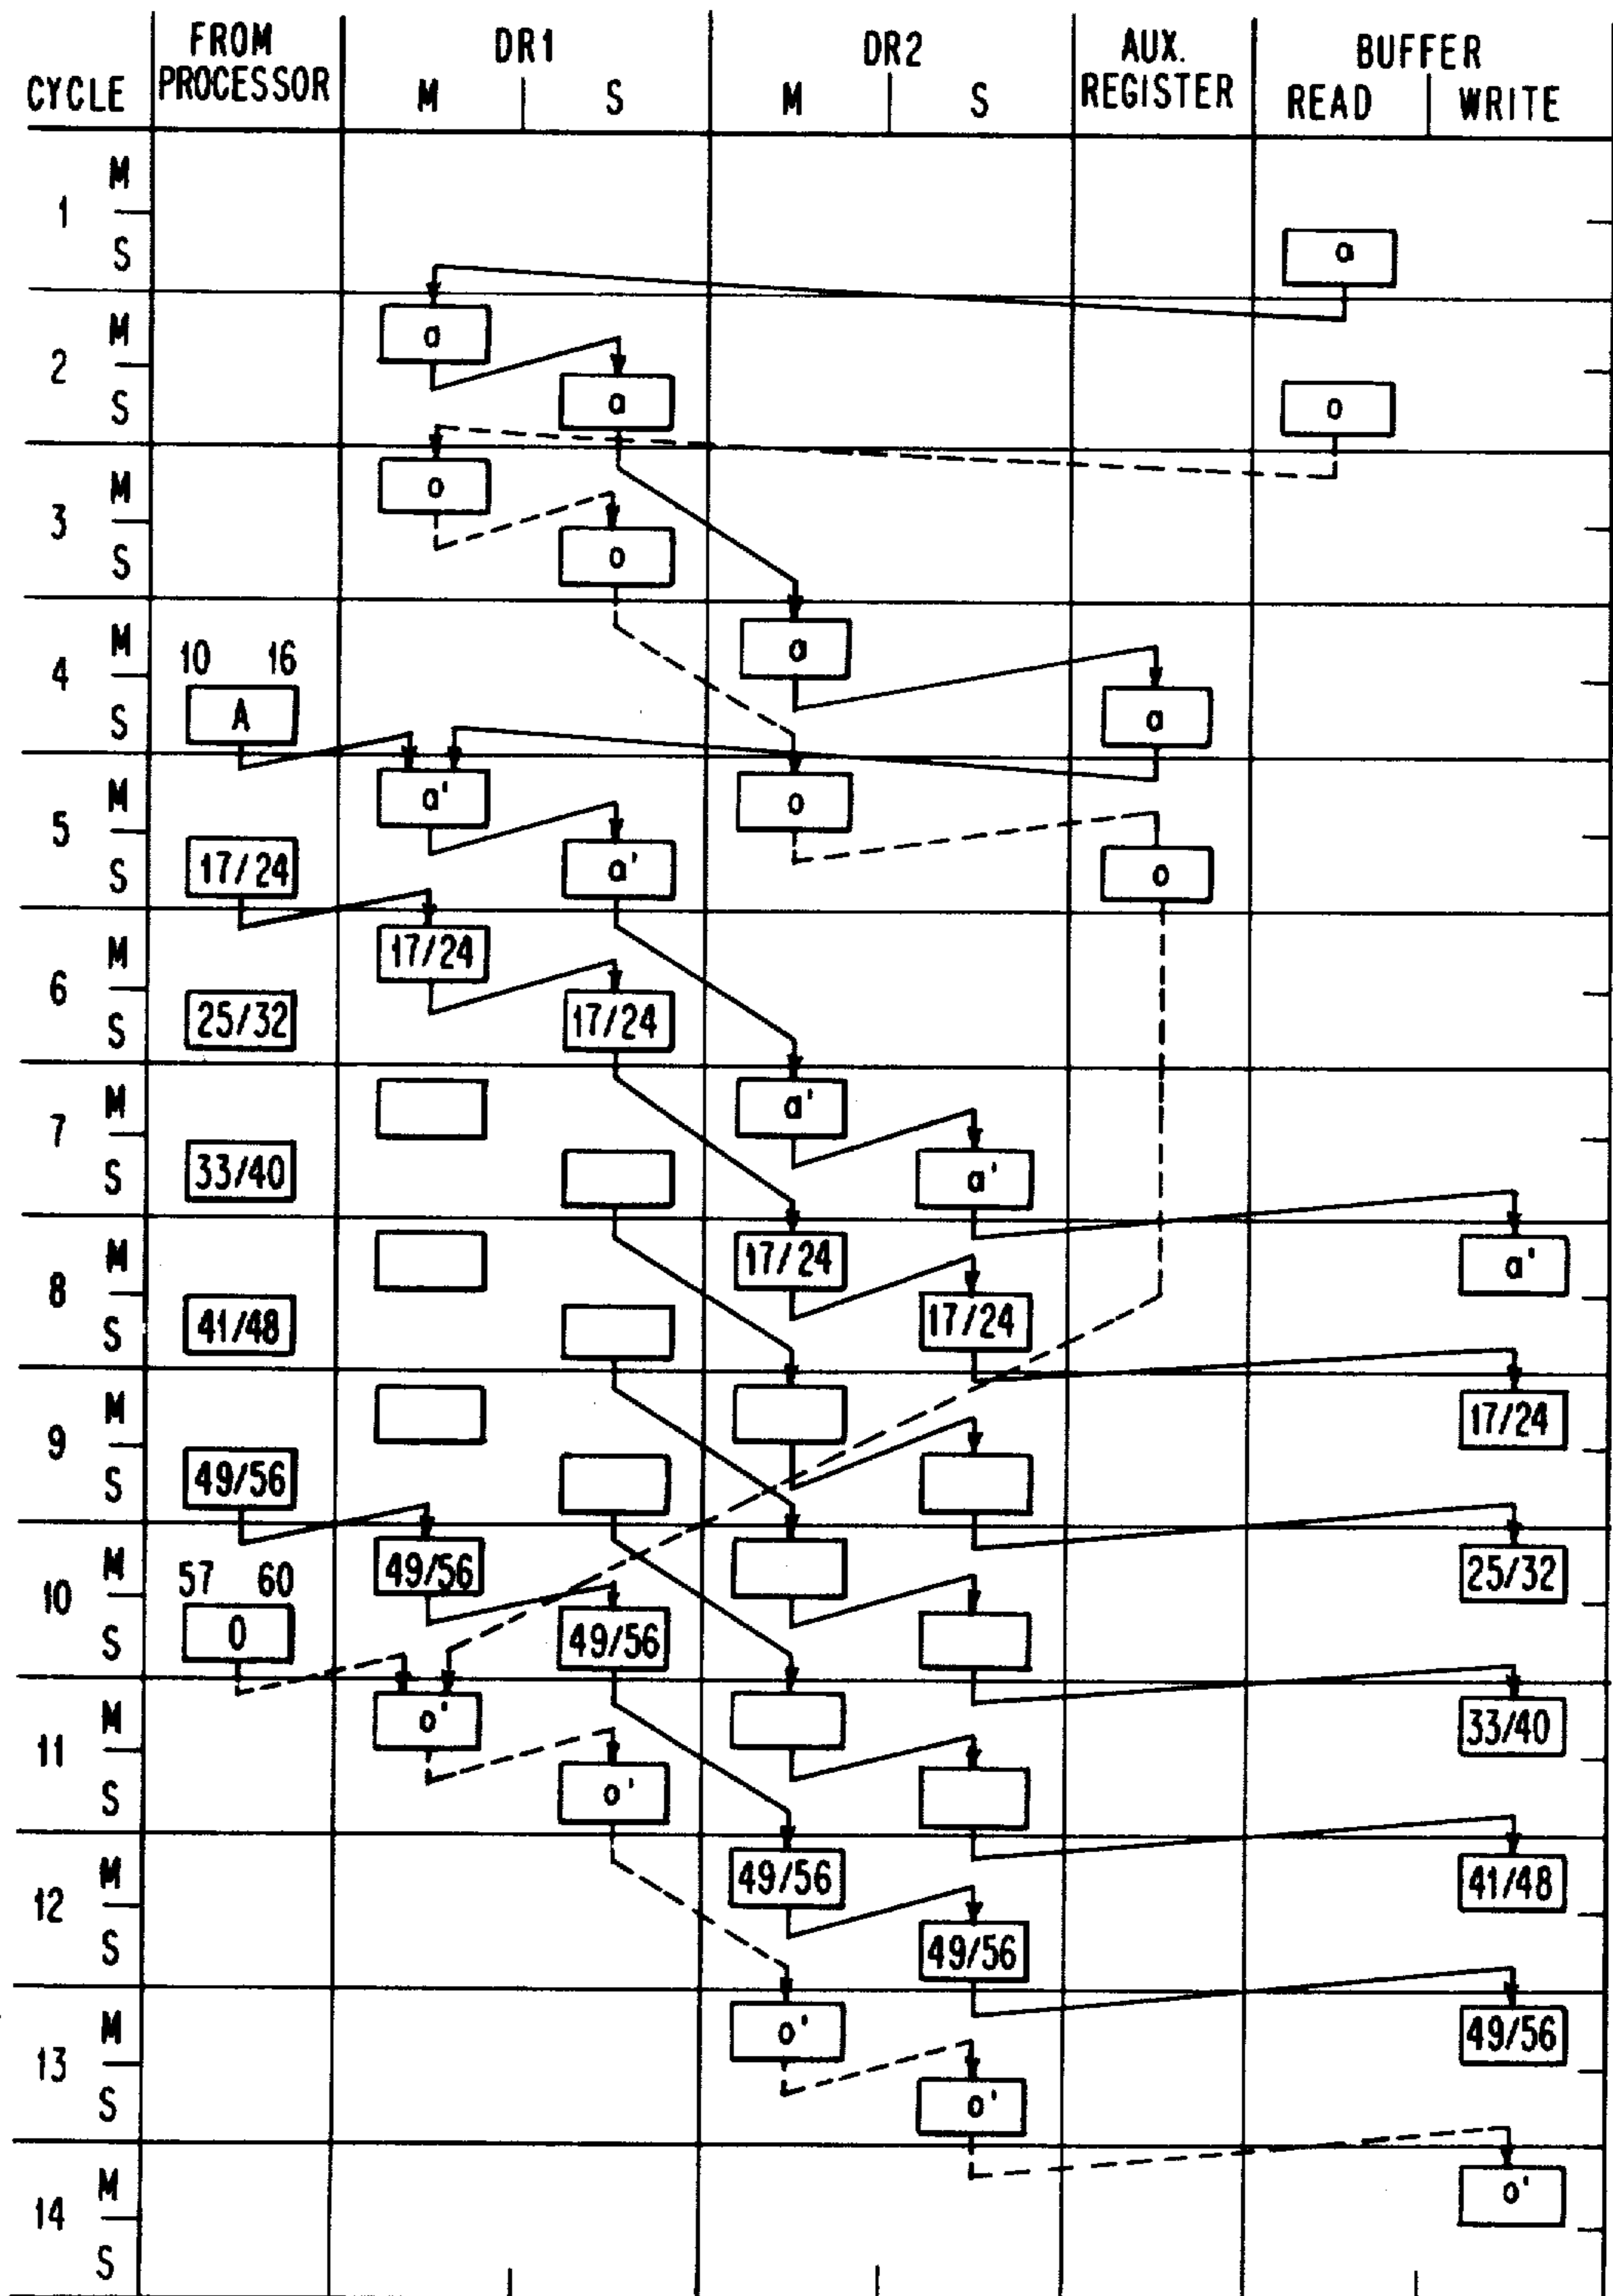 FROM PROCESSOR DR1 DR2 AUX. REGISTER BUFFER
CYCLE M S M S READ WRITE
1 M
S a
2 M a
S a o
3 M o
S o
4 M 10 16 a
S A a
5 M a' o
S 17/24 a' o
6 M 17/24
S 25/32 17/24
7 M a'
S 33/40 a'
8 M 17/24 a'
S 41/48 17/24
9 M 17/24
S 49/56
10 M 57 60 49/56 25/32
S O 49/56
11 M o' 33/40
S o'
12 M 49/56 41/48
S 49/56
13 M o' 49/56
S o'
14 M o'
S